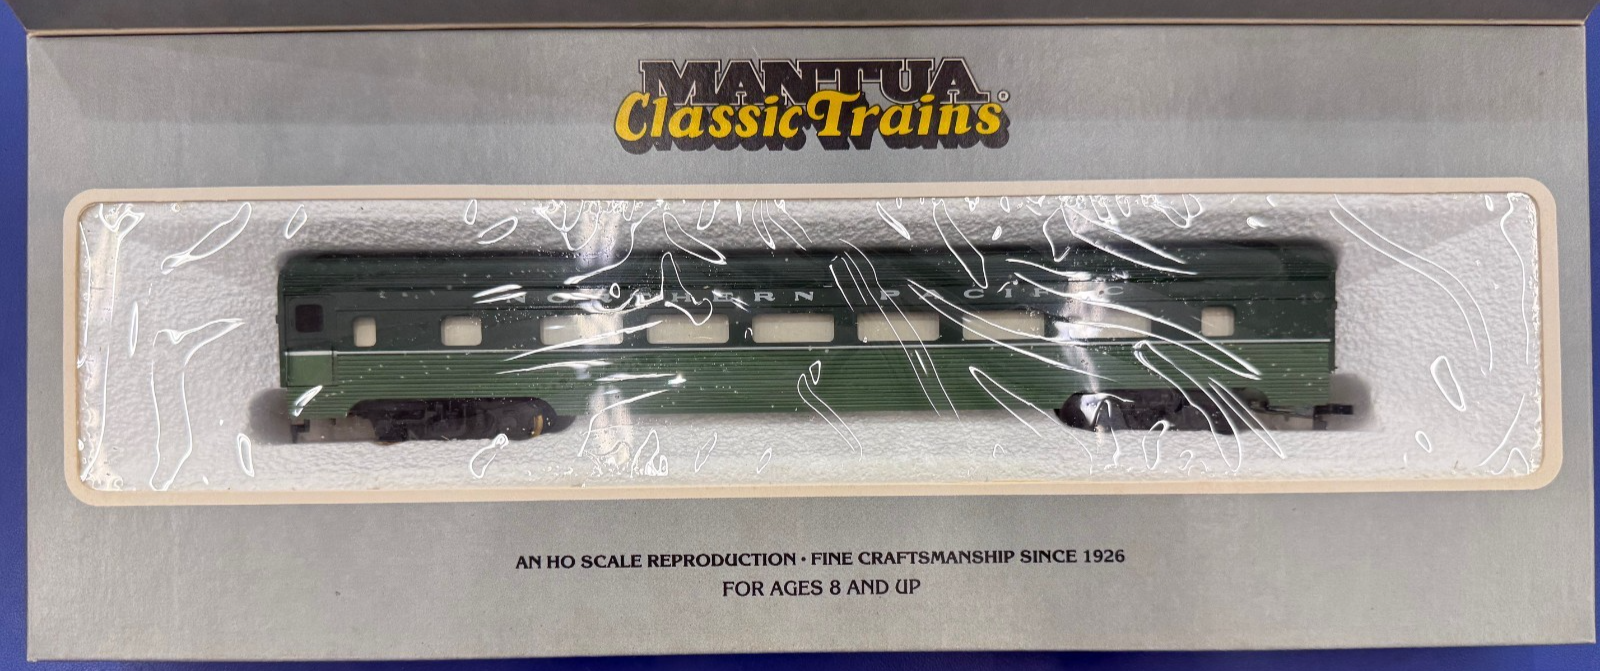 MANTUA
Classic Trains
NORTHERN PACIFIC
AN HO SCALE REPRODUCTION • FINE CRAFTSMANSHIP SINCE 1926
FOR AGES 8 AND UP